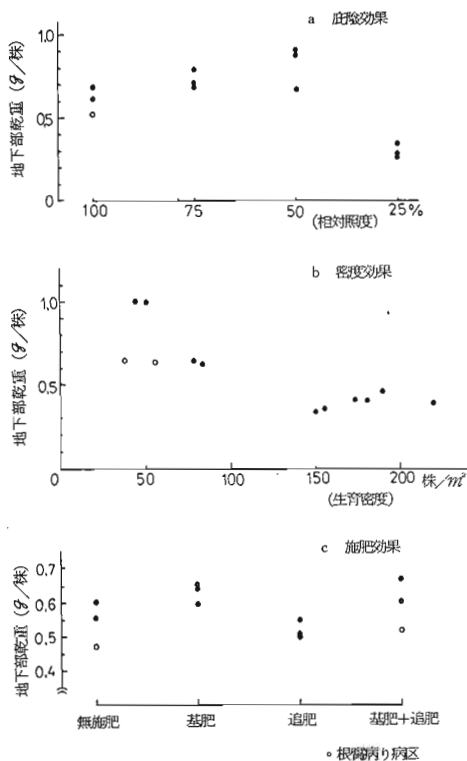 a 庇陰効果
地下部乾重 (g/株)
1.0
0.5
0
100 75 50 25%
(相対照度)
b 密度効果
地下部乾重 (g/株)
1.0
0.5
0 50 100 150 200 株/m²
(生育密度)
c 施肥効果
地下部乾重 (g/株)
0.7
0.6
0.5
0.4
無施肥 基肥 追肥 基肥+追肥
○ 根腐病り病区